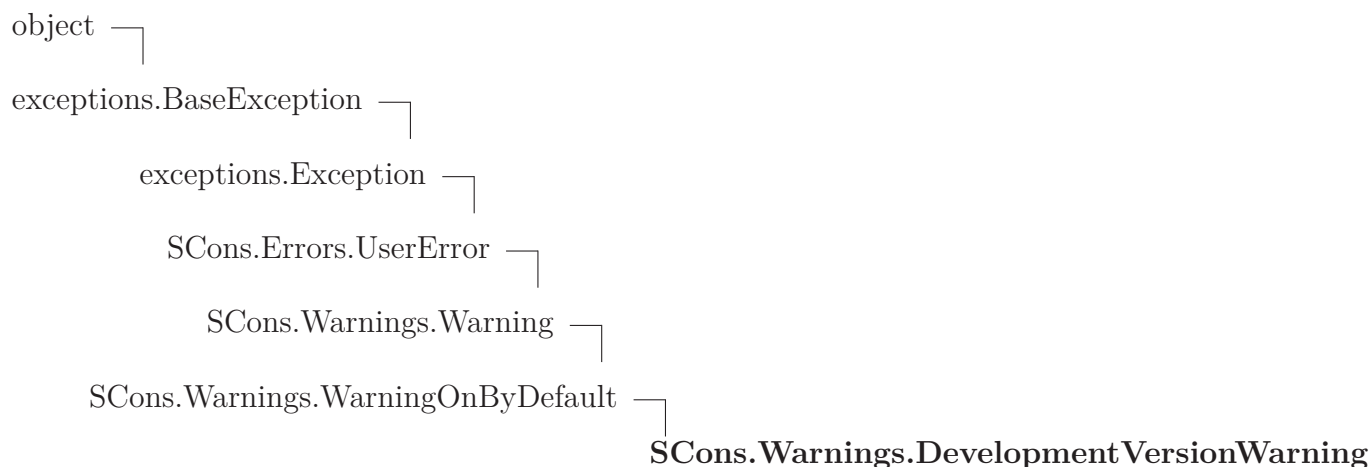 object
exceptions.BaseException
exceptions.Exception
SCons.Errors.UserError
SCons.Warnings.Warning
SCons.Warnings.WarningOnByDefault
SCons.Warnings.DevelopmentVersionWarning